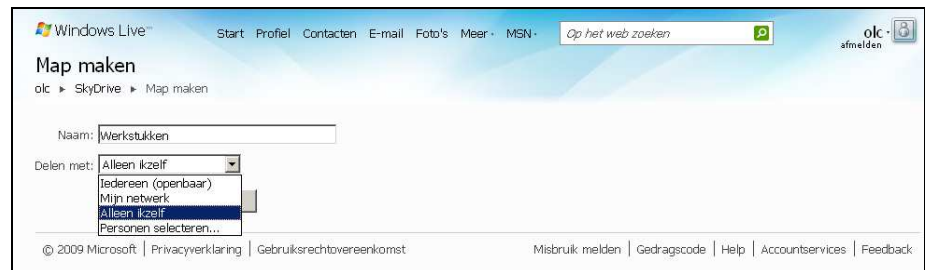 Windows Live™ Start Profiel Contacten E-mail Foto's Meer MSN Op het web zoeken olc
afmelden
Map maken
olc ▸ SkyDrive ▸ Map maken
Naam: Werkstukken
Delen met: Alleen ikzelf
Iedereen (openbaar)
Mijn netwerk
Alleen ikzelf
Personen selecteren...
© 2009 Microsoft | Privacyverklaring | Gebruiksrechtovereenkomst Misbruik melden | Gedragscode | Help | Accountservices | Feedback